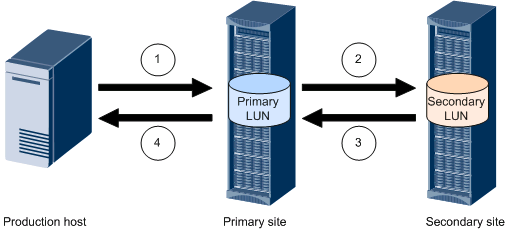 1
2
Primary
LUN
Secondary
LUN
4
3
Production host
Primary site
Secondary site